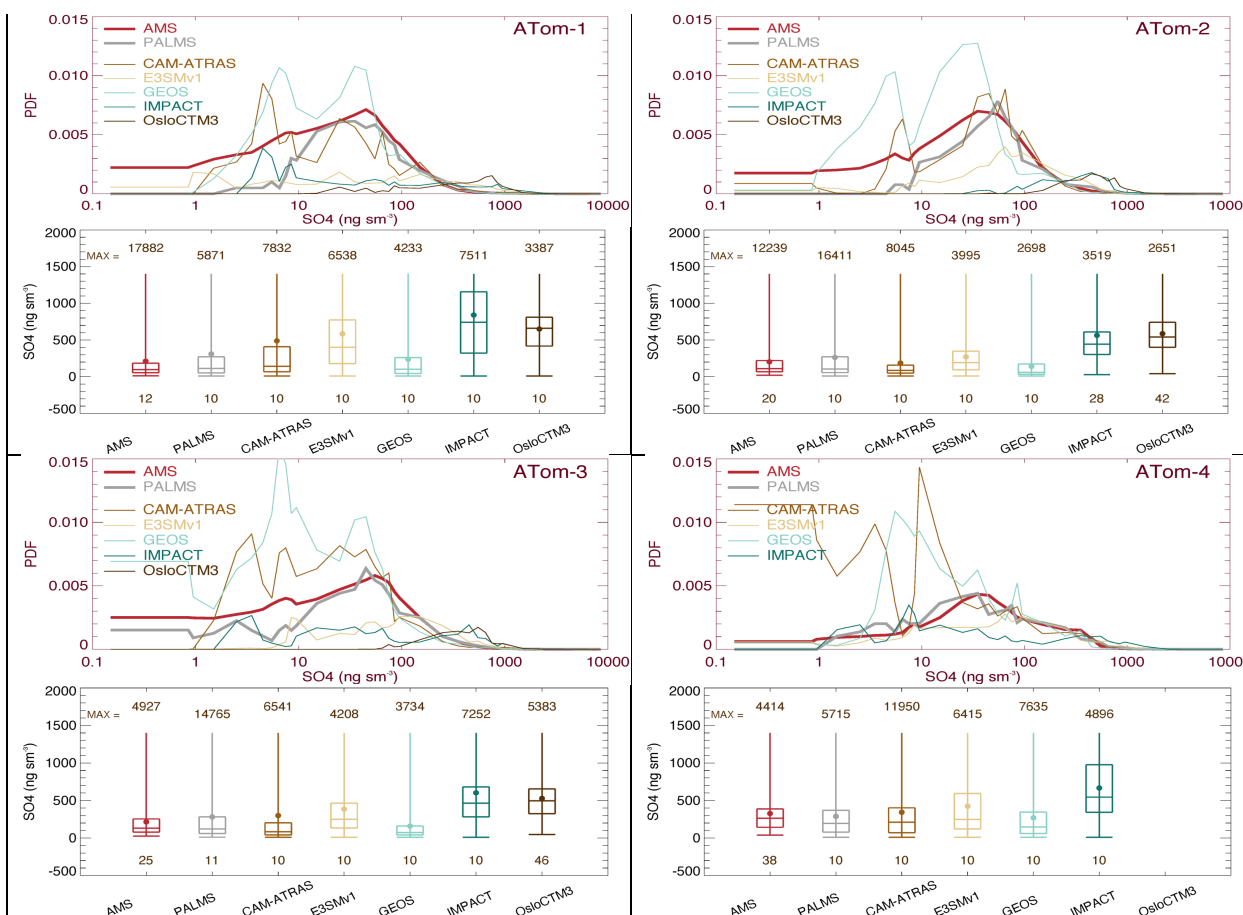 ATom-1
0.015
0.010
0.005
0
PDF
AMS
PALMS
CAM-ATRAS
E3SMv1
GEOS
IMPACT
OsloCTM3
0.1 1 10 100 1000 10000
SO4 (ng sm-3)
2000
1500
1000
500
0
-500
SO4 (ng sm-3)
MAX = 17882 5871 7832 6538 4233 7511 3387
12 10 10 10 10 10 10
AMS PALMS CAM-ATRAS E3SMv1 GEOS IMPACT OsloCTM3
ATom-2
0.015
0.010
0.005
0
PDF
AMS
PALMS
CAM-ATRAS
E3SMv1
GEOS
IMPACT
OsloCTM3
0.1 1 10 100 1000 10000
SO4 (ng sm-3)
2000
1500
1000
500
0
-500
SO4 (ng sm-3)
MAX = 12239 16411 8045 3995 2698 3519 2651
20 10 10 10 10 28 42
AMS PALMS CAM-ATRAS E3SMv1 GEOS IMPACT OsloCTM3
ATom-3
0.015
0.010
0.005
0
PDF
AMS
PALMS
CAM-ATRAS
E3SMv1
GEOS
IMPACT
OsloCTM3
0.1 1 10 100 1000 10000
SO4 (ng sm-3)
2000
1500
1000
500
0
-500
SO4 (ng sm-3)
MAX = 4927 14765 6541 4208 3734 7252 5383
25 11 10 10 10 10 46
AMS PALMS CAM-ATRAS E3SMv1 GEOS IMPACT OsloCTM3
ATom-4
0.015
0.010
0.005
0
PDF
AMS
PALMS
CAM-ATRAS
E3SMv1
GEOS
IMPACT
0.1 1 10 100 1000 10000
SO4 (ng sm-3)
2000
1500
1000
500
0
-500
SO4 (ng sm-3)
MAX = 4414 5715 11950 6415 7635 4896
38 10 10 10 10 10
AMS PALMS CAM-ATRAS E3SMv1 GEOS IMPACT OsloCTM3